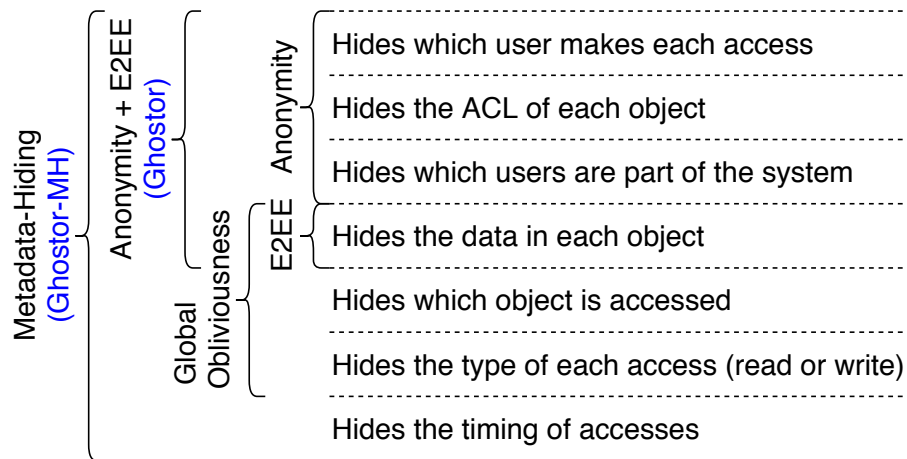 Metadata-Hiding
(Ghostor-MH)
Anonymity + E2EE
(Ghostor)
Global
Obliviousness
Anonymity
E2EE
Hides which user makes each access
Hides the ACL of each object
Hides which users are part of the system
Hides the data in each object
Hides which object is accessed
Hides the type of each access (read or write)
Hides the timing of accesses